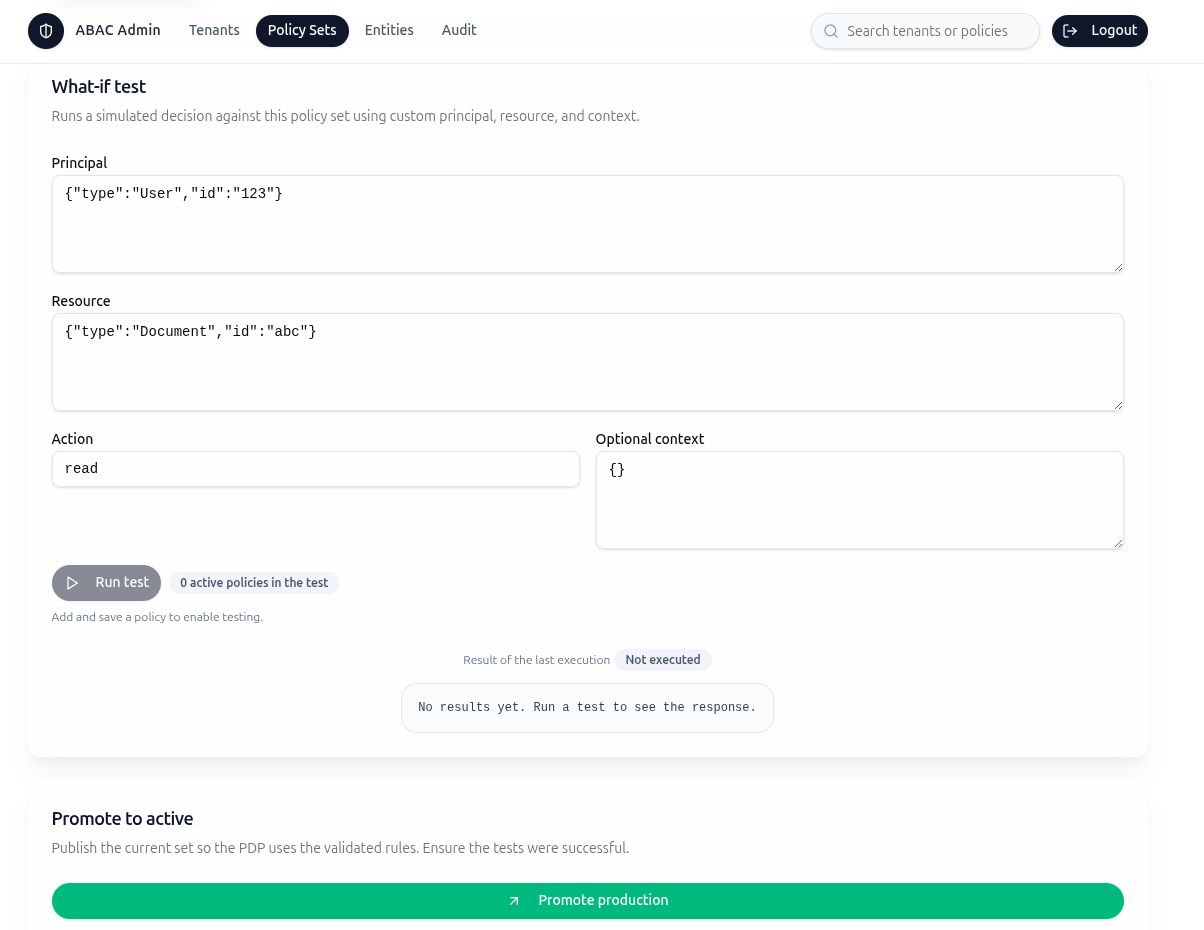 ABAC Admin
Tenants
Policy Sets
Entities
Audit
Search tenants or policies
Logout
What-if test
Runs a simulated decision against this policy set using custom principal, resource, and context.
Principal
{"type":"User","id":"123"}
Resource
{"type":"Document","id":"abc"}
Action
Optional context
read
{}
Run test
0 active policies in the test
Add and save a policy to enable testing.
Result of the last execution
Not executed
No results yet. Run a test to see the response.
Promote to active
Publish the current set so the PDP uses the validated rules. Ensure the tests were successful.
Promote production